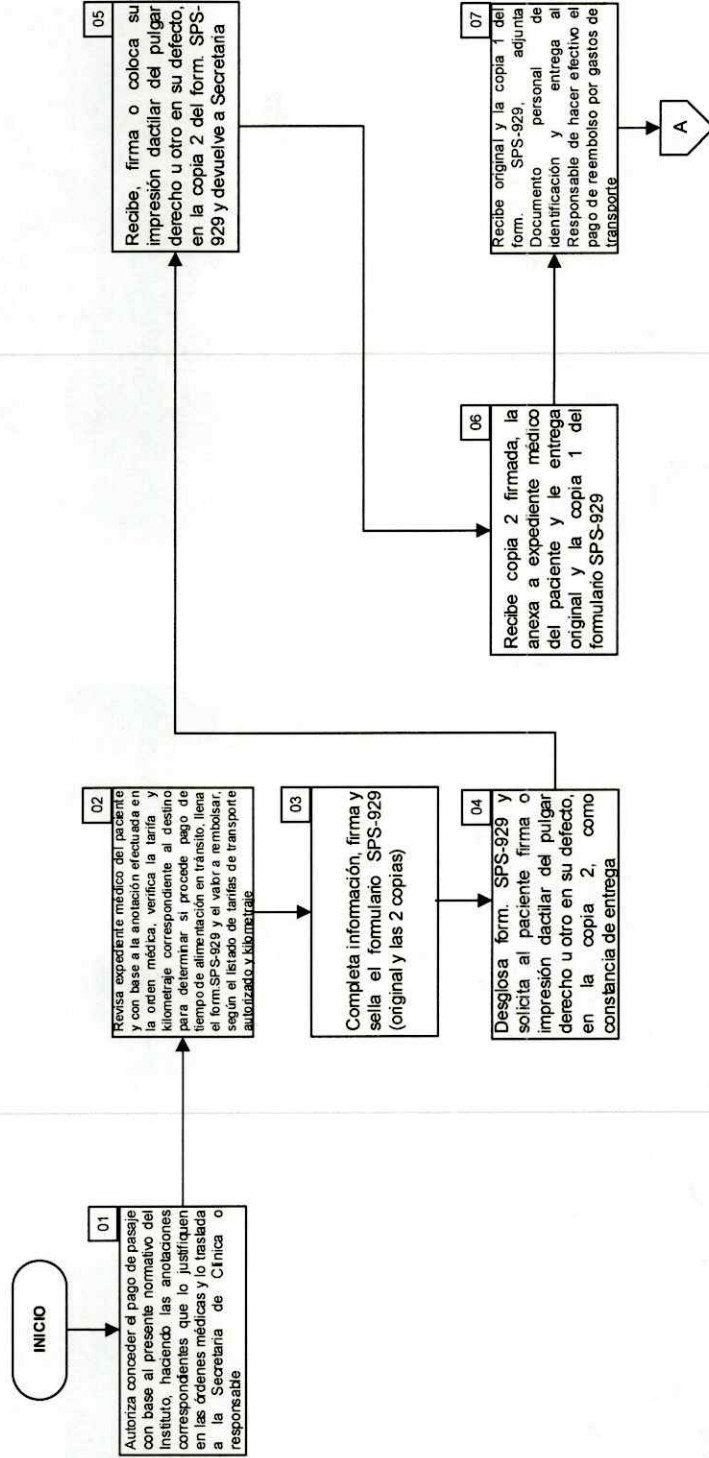 INICIO
01
Autoriza conceder el pago de pasaje
con base al presente normativo del
Instituto, haciendo las anotaciones
correspondientes que lo justifiquen
en las órdenes médicas y lo traslada
a la Secretaria de Clínica o
responsable
02
Revisa expediente médico del paciente
y con base a la anotación efectuada en
la orden médica, verifica la tarifa y
kilometraje correspondiente al destino
para determinar si procede pago de
tiempo de alimentación en tránsito, llena
el form.SPS-929 y el valor a rembolsar,
según el listado de tarifas de transporte
autorizado y kilometraje
03
Completa información, firma y
sella el formulario SPS-929
(original y las 2 copias)
04
Desglosa form. SPS-929 y
solicita al paciente firma o
impresión dactilar del pulgar
derecho u otro en su defecto,
en la copia 2, como
constancia de entrega
05
Recibe, firma o coloca su
impresión dactilar del pulgar
derecho u otro en su defecto,
en la copia 2 del form. SPS-
929 y devuelve a Secretaria
06
Recibe copia 2 firmada, la
anexa a expediente médico
del paciente y le entrega
original y la copia 1 del
formulario SPS-929
07
Recibe original y la copia 1 del
form. SPS-929, adjunta
Documento personal de
identificación y entrega al
Responsable de hacer efectivo el
pago de reembolso por gastos de
transporte
A